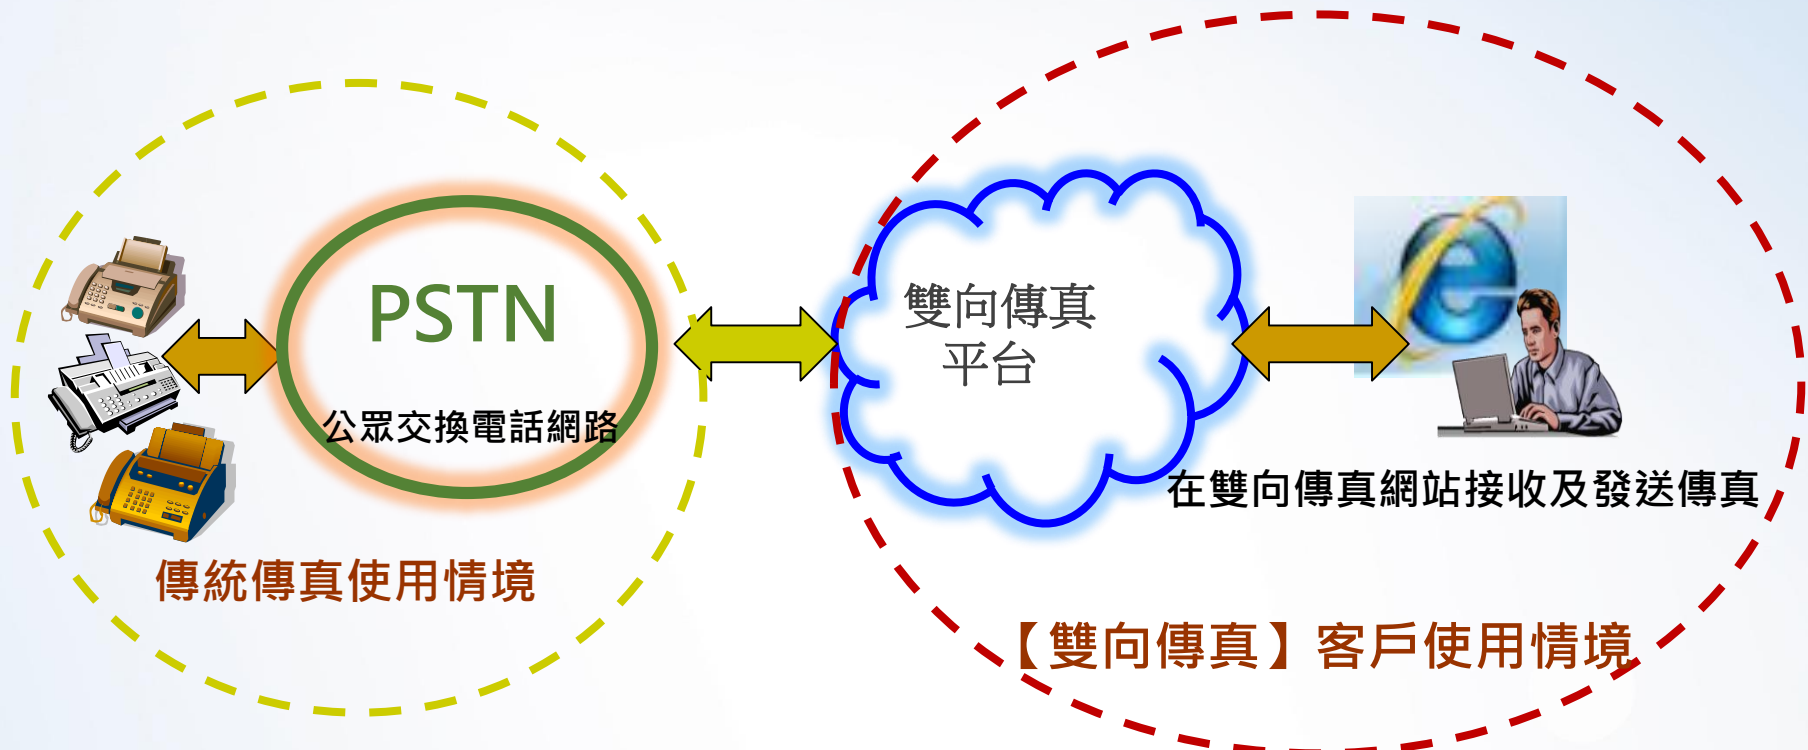 PSTN
公眾交換電話網路
傳統傳真使用情境
雙向傳真
平台
在雙向傳真網站接收及發送傳真
【雙向傳真】客戶使用情境